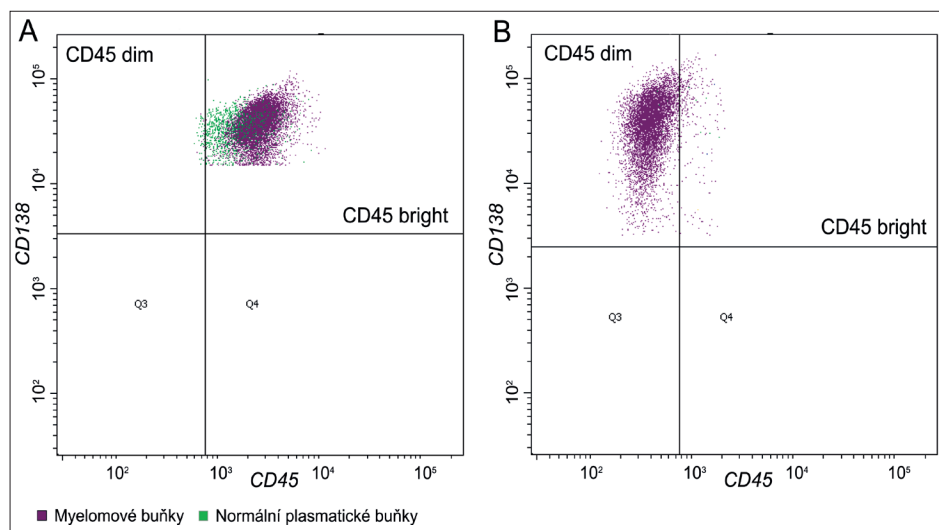 A
CD45 dim
CD45 bright
CD138
10⁵
10⁴
10³
10²
Q3
Q4
10²
10³
10⁴
10⁵
CD45
B
CD45 dim
CD45 bright
CD138
10⁵
10⁴
10³
10²
Q3
Q4
10²
10³
10⁴
10⁵
CD45
Myelomové buňky
Normální plasmatické buňky